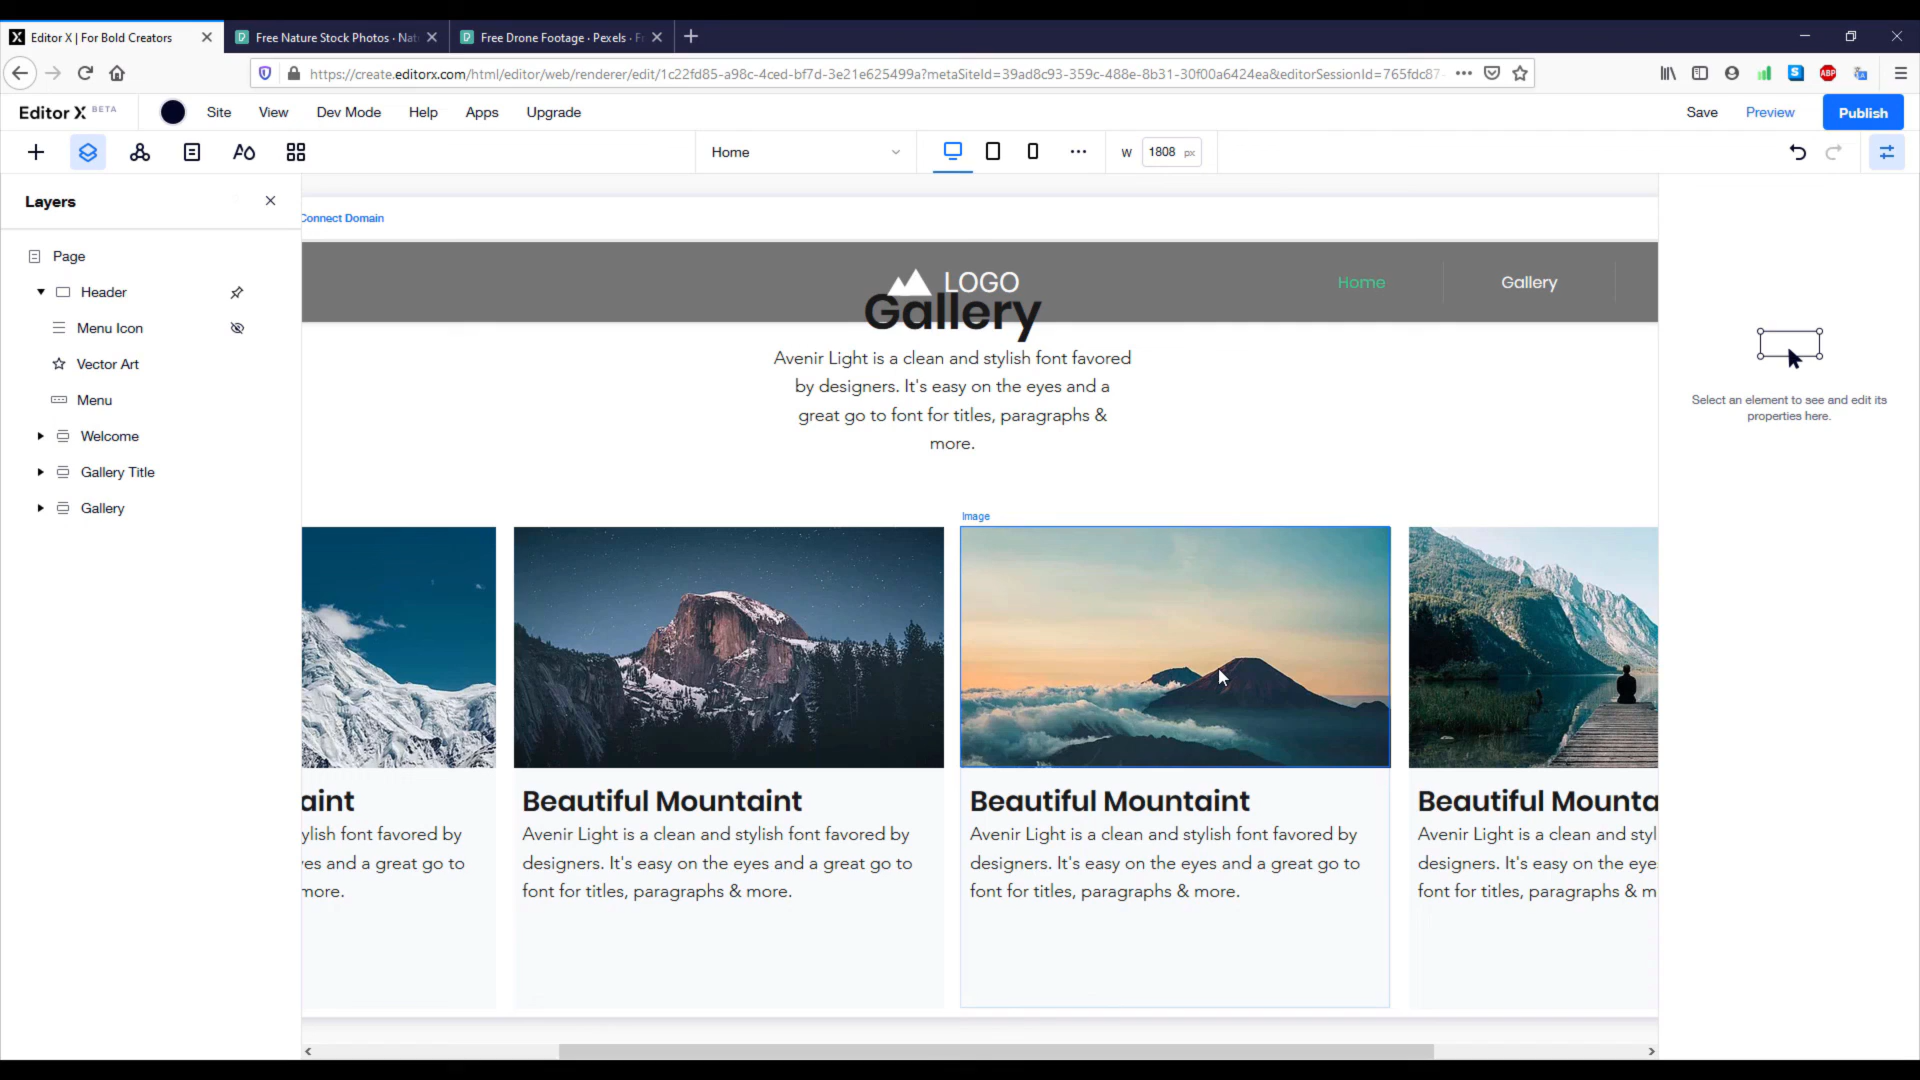 Editor X | For Bold Creators
Free Nature Stock Photos · Nat
Free Drone Footage · Pexels · F
https://create.editorx.com/html/editor/web/renderer/edit/1c22fd85-a98c-4ced-bf7d-3e21e625499a?metaSiteId=39ad8c93-359c-488e-8b31-30f00a6424ea&editorSessionId=765fdc87-
ABP
Editor X BETA
Site
View
Dev Mode
Help
Apps
Upgrade
Save
Preview
Publish
Home
W
1808 px
Layers
Page
Header
Menu Icon
Vector Art
Menu
Welcome
Gallery Title
Gallery
Connect Domain
LOGO
Home
Gallery
Gallery
Avenir Light is a clean and stylish font favored
by designers. It's easy on the eyes and a
great go to font for titles, paragraphs &
more.
Image
aint
ylish font favored by
yes and a great go to
more.
Beautiful Mountaint
Avenir Light is a clean and stylish font favored by
designers. It's easy on the eyes and a great go to
font for titles, paragraphs & more.
Beautiful Mountaint
Avenir Light is a clean and stylish font favored by
designers. It's easy on the eyes and a great go to
font for titles, paragraphs & more.
Beautiful Mounta
Avenir Light is a clean and styl
designers. It's easy on the eye
font for titles, paragraphs & m
Select an element to see and edit its
properties here.